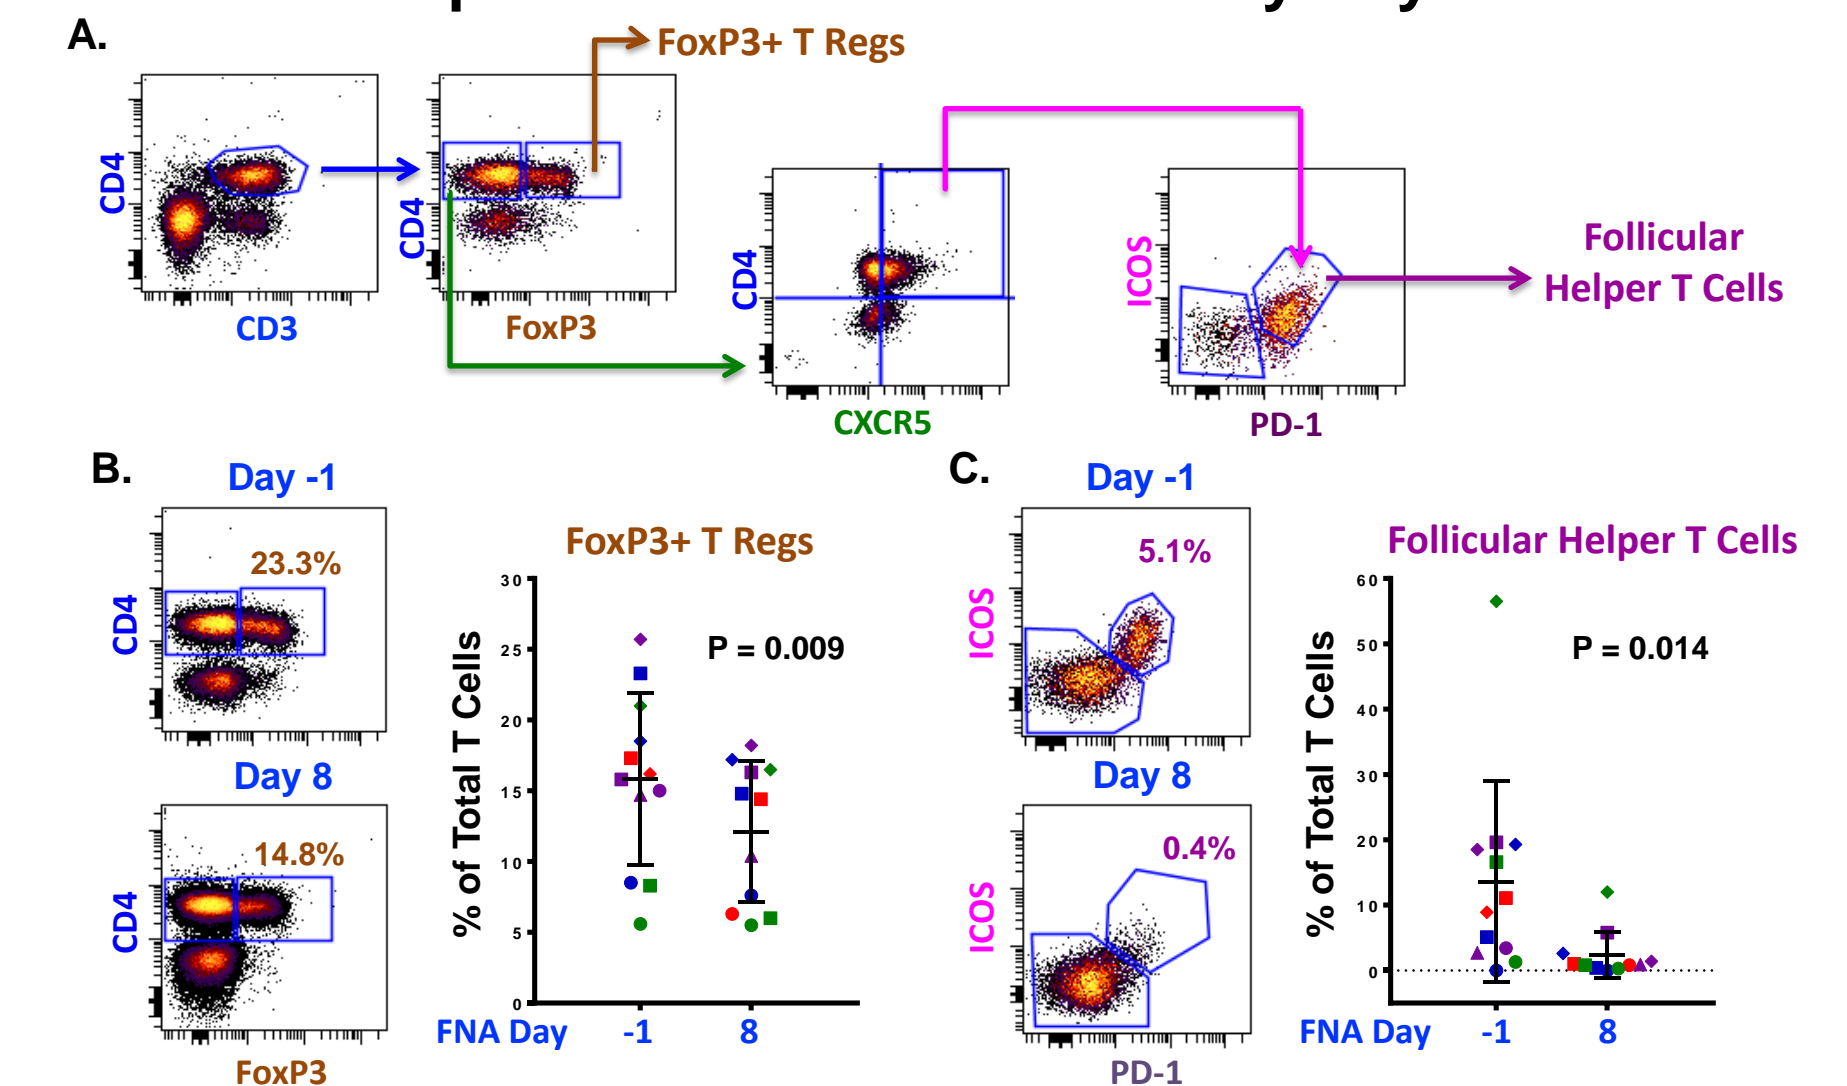 A.
FoxP3+ T Regs
CD4
CD3
CD4
FoxP3
CD4
CXCR5
ICOS
PD-1
Follicular
Helper T Cells
B.
Day -1
23.3%
CD4
Day 8
14.8%
CD4
FoxP3
FoxP3+ T Regs
P = 0.009
% of Total T Cells
30
25
20
15
10
5
0
FNA Day
-1
8
C.
Day -1
5.1%
ICOS
Day 8
0.4%
ICOS
PD-1
Follicular Helper T Cells
P = 0.014
% of Total T Cells
60
50
40
30
20
10
0
FNA Day
-1
8